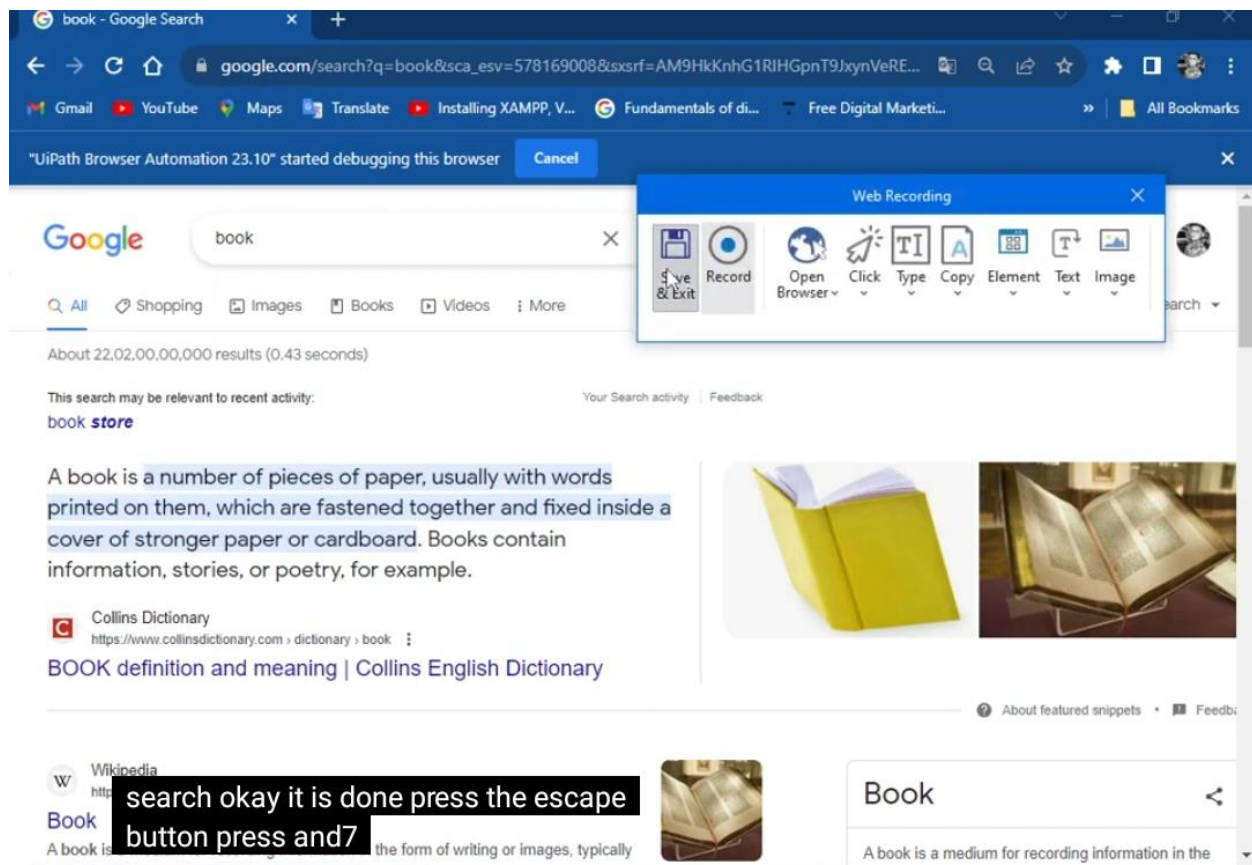 book - Google Search
google.com/search?q=book&sca_esv=578169008&sxsrf=AM9HkKnhG1RIHGpnT9JxynVeRE...
Gmail YouTube Maps Translate Installing XAMPP, V... Fundamentals of di... Free Digital Marketi... » All Bookmarks
"UiPath Browser Automation 23.10" started debugging this browser Cancel
Web Recording
Google book
Save & Exit Record Open Browser Click Type Copy Element Text Image
All Shopping Images Books Videos More
About 22,02,00,00,000 results (0.43 seconds)
This search may be relevant to recent activity: Your Search activity Feedback
book store
A book is a number of pieces of paper, usually with words
printed on them, which are fastened together and fixed inside a
cover of stronger paper or cardboard. Books contain
information, stories, or poetry, for example.
Collins Dictionary
https://www.collinsdictionary.com › dictionary › book
BOOK definition and meaning | Collins English Dictionary
About featured snippets • Feedba
Wikipedia
search okay it is done press the escape
button press and7
Book
A book is
the form of writing or images, typically
Book
A book is a medium for recording information in the